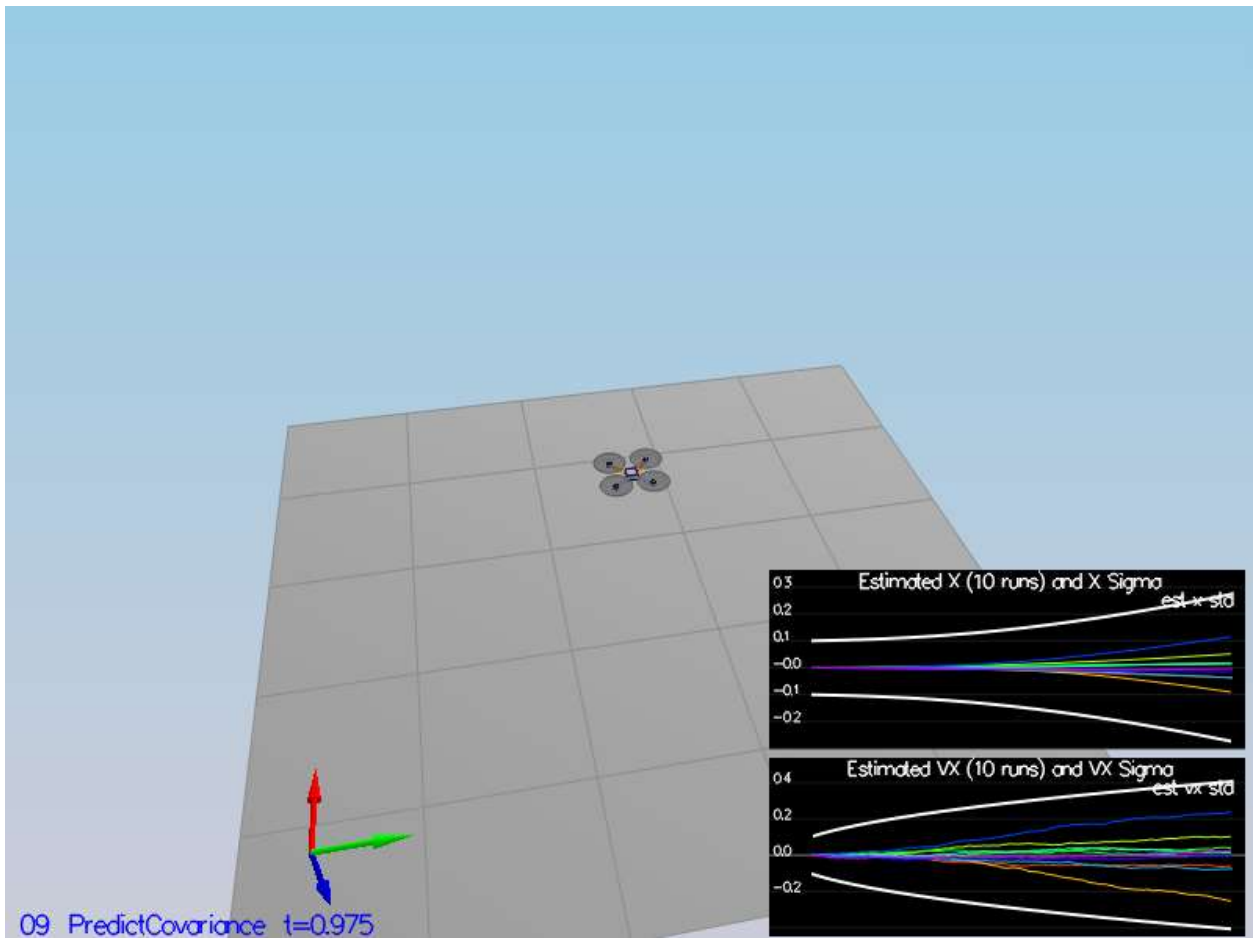 Estimated X (10 runs) and X Sigma
est x std
0.3
0.2
0.1
-0.0
-0.1
-0.2
Estimated VX (10 runs) and VX Sigma
est vx std
0.4
0.2
0.0
-0.2
09 PredictCovariance t=0.975